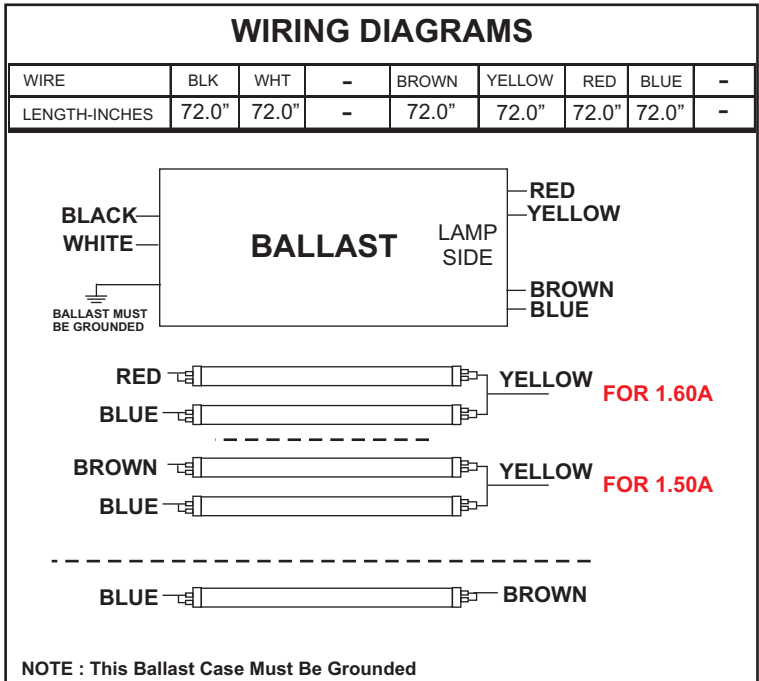 WIRING DIAGRAMS
WIRE BLK WHT - BROWN YELLOW RED BLUE -
LENGTH-INCHES 72.0” 72.0” - 72.0” 72.0” 72.0” 72.0” -
BLACK
WHITE
BALLAST MUST
BE GROUNDED
BALLAST
LAMP
SIDE
RED
YELLOW
BROWN
BLUE
RED
YELLOW
FOR 1.60A
BLUE
BROWN
YELLOW
FOR 1.50A
BLUE
BLUE
BROWN
NOTE : This Ballast Case Must Be Grounded